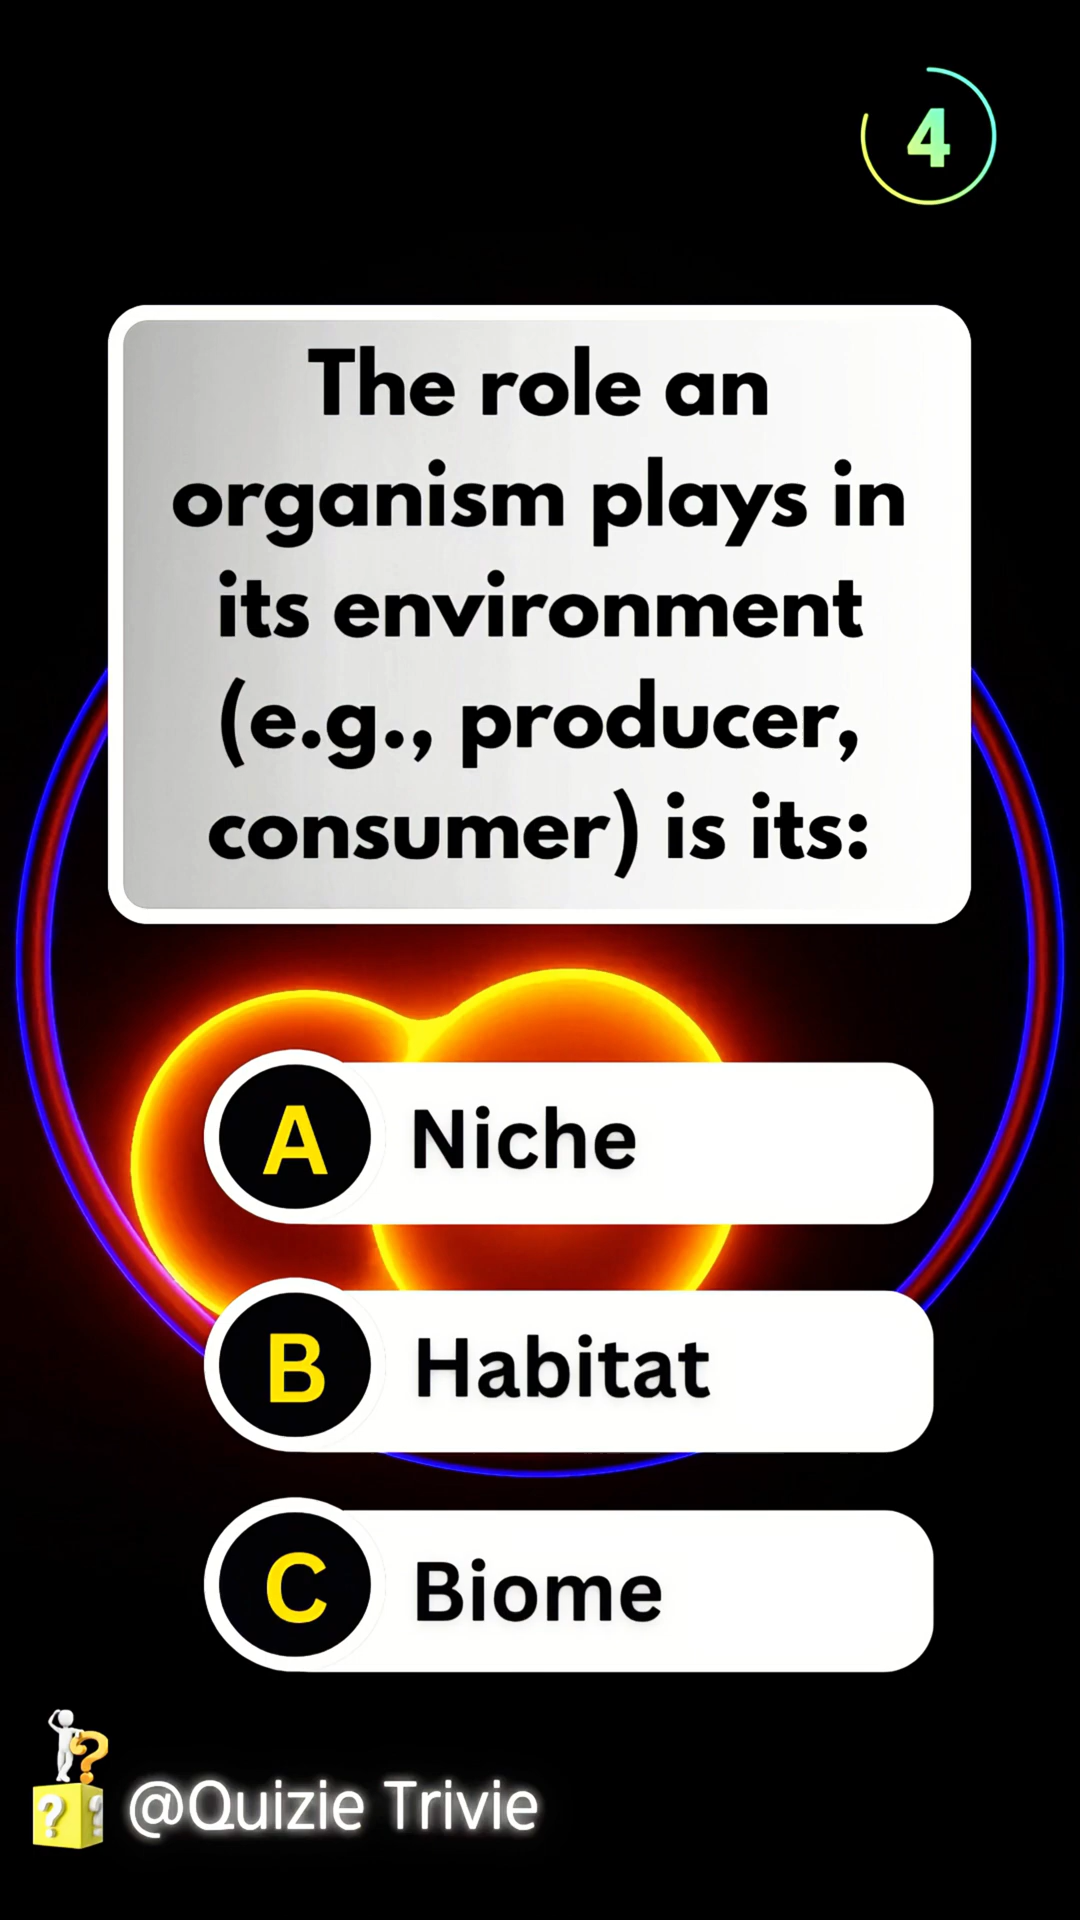 4
The role an
organism plays in
its environment
(e.g., producer,
consumer) is its:
A Niche
B Habitat
C Biome
? ? ?
@Quizie Trivie